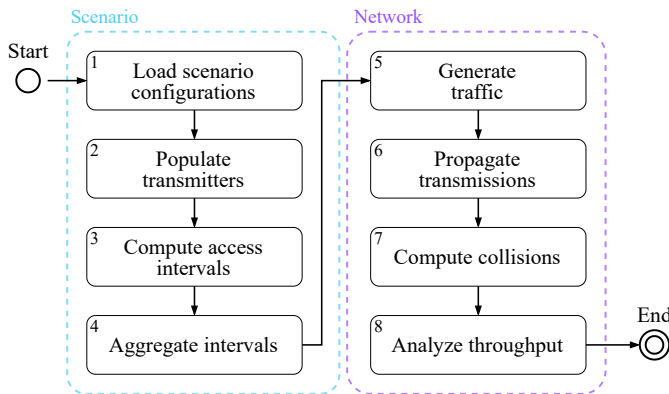 Scenario
Network
Start
1
Load scenario
configurations
2
Populate
transmitters
3
Compute access
intervals
4
Aggregate intervals
5
Generate
traffic
6
Propagate
transmissions
7
Compute collisions
8
Analyze throughput
End